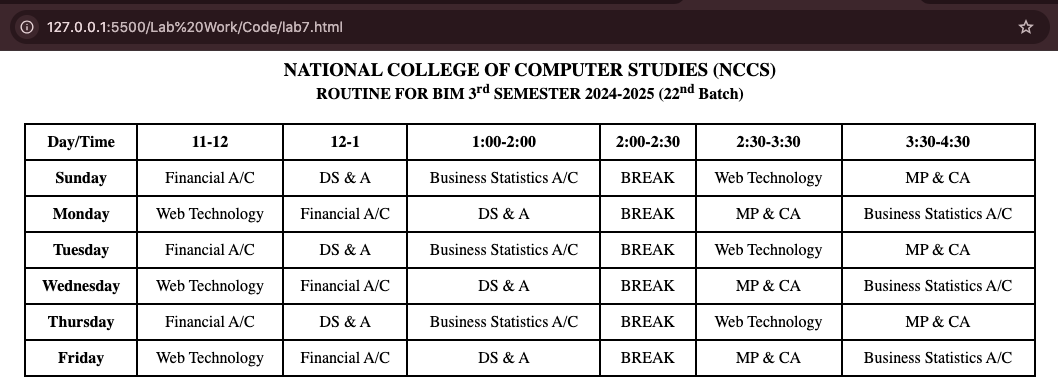 127.0.0.1:5500/Lab%20Work/Code/lab7.html
NATIONAL COLLEGE OF COMPUTER STUDIES (NCCS)
ROUTINE FOR BIM 3rd SEMESTER 2024-2025 (22nd Batch)
Day/Time 11-12 12-1 1:00-2:00 2:00-2:30 2:30-3:30 3:30-4:30
Sunday Financial A/C DS & A Business Statistics A/C BREAK Web Technology MP & CA
Monday Web Technology Financial A/C DS & A BREAK MP & CA Business Statistics A/C
Tuesday Financial A/C DS & A Business Statistics A/C BREAK Web Technology MP & CA
Wednesday Web Technology Financial A/C DS & A BREAK MP & CA Business Statistics A/C
Thursday Financial A/C DS & A Business Statistics A/C BREAK Web Technology MP & CA
Friday Web Technology Financial A/C DS & A BREAK MP & CA Business Statistics A/C